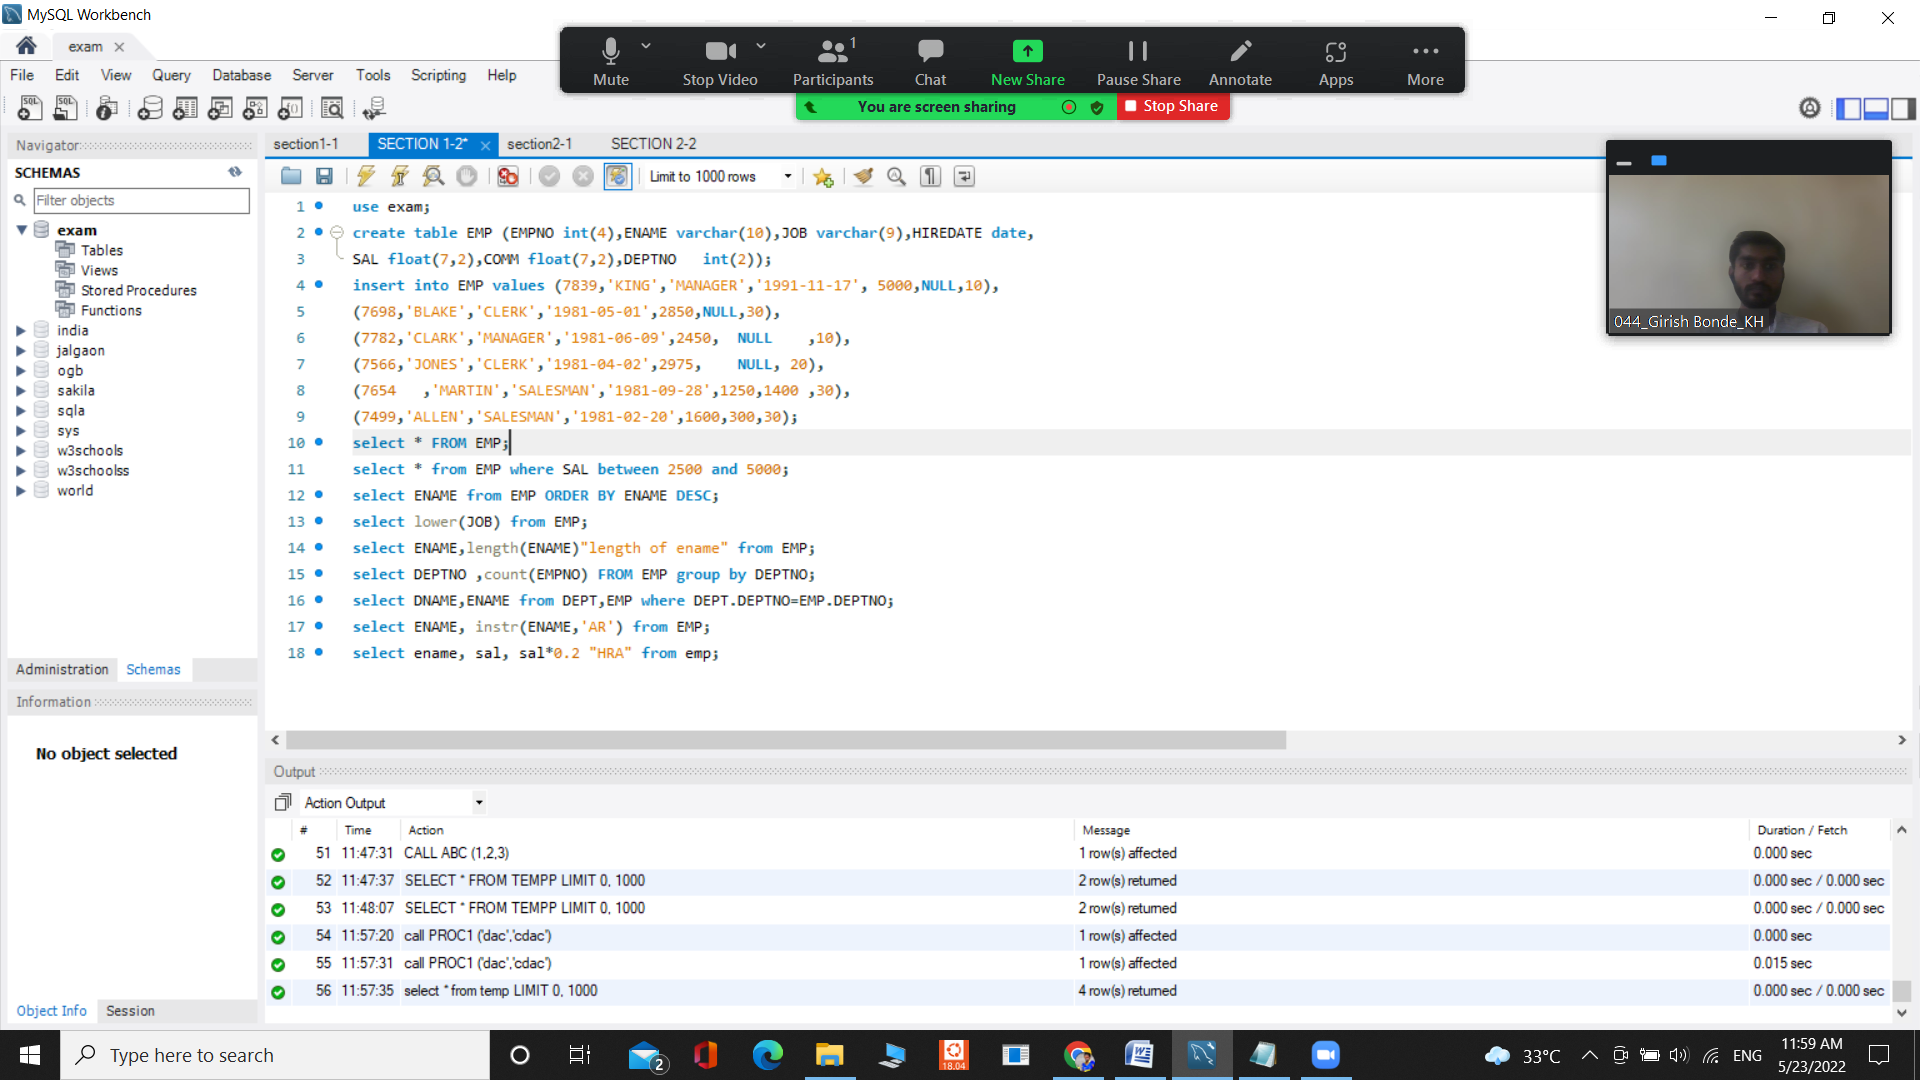 MySQL Workbench
exam
File Edit View Query Database Server Tools Scripting Help
Mute Stop Video Participants 1 Chat New Share Pause Share Annotate Apps More
You are screen sharing Stop Share
Navigator
SCHEMAS
Filter objects
exam
Tables
Views
Stored Procedures
Functions
india
jalgaon
ogb
sakila
sqla
sys
w3schools
w3schoolss
world
Administration Schemas
Information
No object selected
Object Info Session
section1-1 SECTION 1-2* section2-1 SECTION 2-2
Limit to 1000 rows
1 use exam;
2 create table EMP (EMPNO int(4),ENAME varchar(10),JOB varchar(9),HIREDATE date,
3 SAL float(7,2),COMM float(7,2),DEPTNO int(2));
4 insert into EMP values (7839,'KING','MANAGER','1991-11-17', 5000,NULL,10),
5 (7698,'BLAKE','CLERK','1981-05-01',2850,NULL,30),
6 (7782,'CLARK','MANAGER','1981-06-09',2450, NULL ,10),
7 (7566,'JONES','CLERK','1981-04-02',2975, NULL, 20),
8 (7654 ,'MARTIN','SALESMAN','1981-09-28',1250,1400 ,30),
9 (7499,'ALLEN','SALESMAN','1981-02-20',1600,300,30);
10 select * FROM EMP;
11 select * from EMP where SAL between 2500 and 5000;
12 select ENAME from EMP ORDER BY ENAME DESC;
13 select lower(JOB) from EMP;
14 select ENAME,length(ENAME)"length of ename" from EMP;
15 select DEPTNO ,count(EMPNO) FROM EMP group by DEPTNO;
16 select DNAME,ENAME from DEPT,EMP where DEPT.DEPTNO=EMP.DEPTNO;
17 select ENAME, instr(ENAME,'AR') from EMP;
18 select ename, sal, sal*0.2 "HRA" from emp;
044_Girish Bonde_KH
Output
Action Output
# Time Action Message Duration / Fetch
51 11:47:31 CALL ABC (1,2,3) 1 row(s) affected 0.000 sec
52 11:47:37 SELECT * FROM TEMPP LIMIT 0, 1000 2 row(s) returned 0.000 sec / 0.000 sec
53 11:48:07 SELECT * FROM TEMPP LIMIT 0, 1000 2 row(s) returned 0.000 sec / 0.000 sec
54 11:57:20 call PROC1 ('dac','cdac') 1 row(s) affected 0.000 sec
55 11:57:31 call PROC1 ('dac','cdac') 1 row(s) affected 0.015 sec
56 11:57:35 select * from temp LIMIT 0, 1000 4 row(s) returned 0.000 sec / 0.000 sec
Type here to search
2
18.04
33°C ENG 11:59 AM
5/23/2022